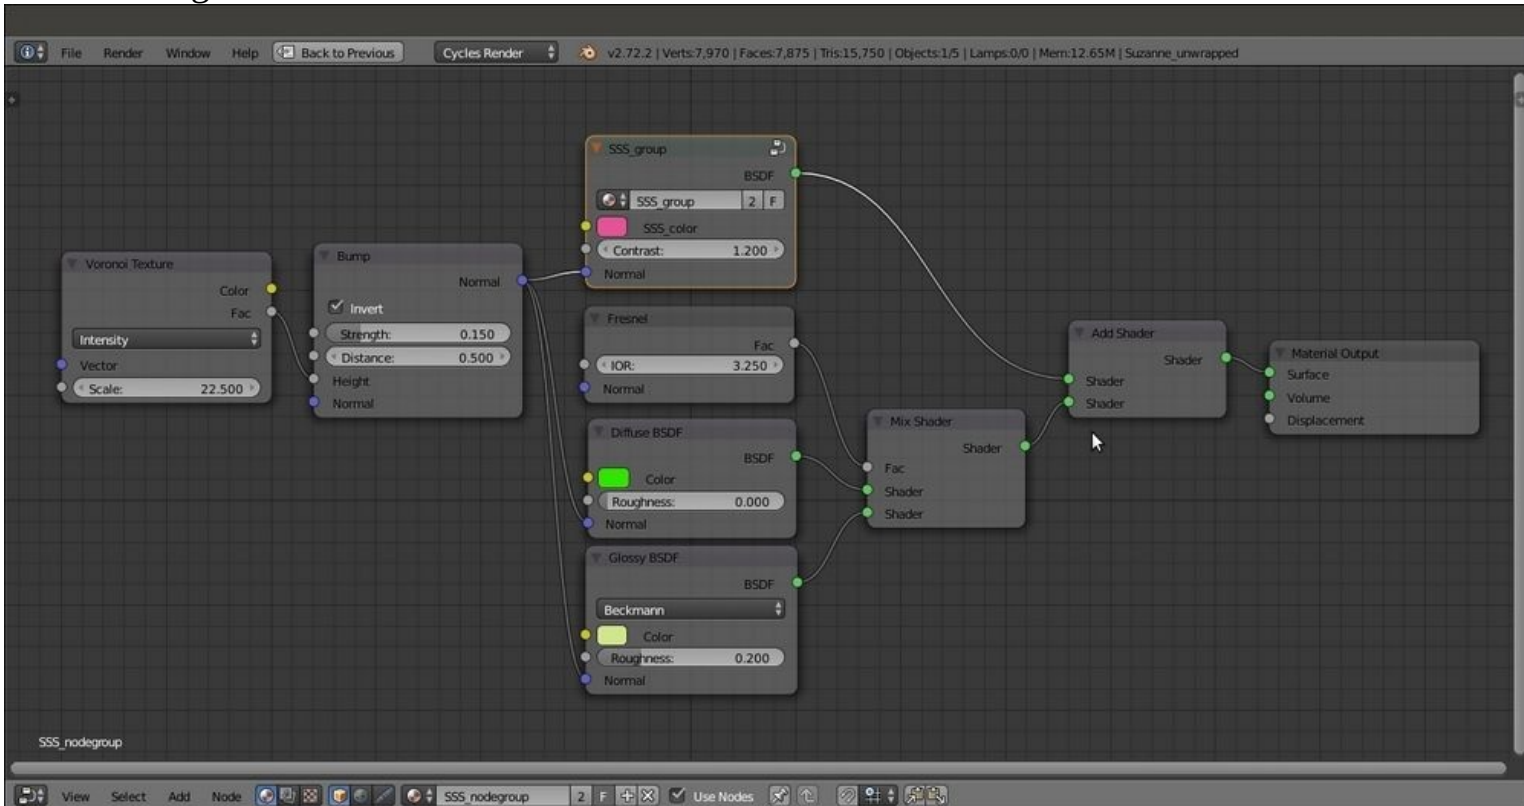 File Render Window Help Back to Previous Cycles Render v2.72.2 | Verts:7,970 | Faces:7,875 | Tris:15,750 | Objects:1/5 | Lamps:0/0 | Mem:12.65M | Suzanne_unwrapped
SSS_group
BSDF
SSS_group 2 F
SSS_color
Contrast: 1.200
Normal
Voronoi Texture
Color
Fac
Intensity
Vector
Scale: 22.500
Bump
Normal
Invert
Strength: 0.150
Distance: 0.500
Height
Normal
Fresnel
Fac
IOR: 3.250
Normal
Diffuse BSDF
BSDF
Color
Roughness: 0.000
Normal
Glossy BSDF
BSDF
Beckmann
Color
Roughness: 0.200
Normal
Mix Shader
Shader
Fac
Shader
Shader
Add Shader
Shader
Shader
Shader
Material Output
Surface
Volume
Displacement
SSS_nodegroup
View Select Add Node SSS_nodegroup 2 F Use Nodes